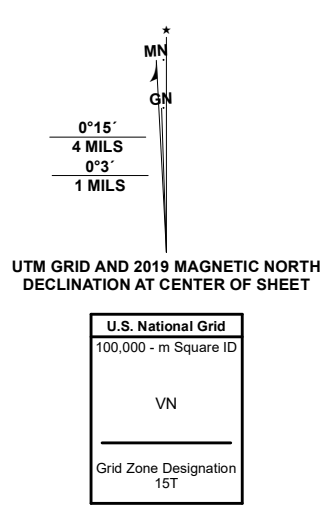 ★
MN
GN
0°15´
4 MILS
0°3´
1 MILS
UTM GRID AND 2019 MAGNETIC NORTH
DECLINATION AT CENTER OF SHEET
U.S. National Grid
100,000 - m Square ID
VN
Grid Zone Designation
15T